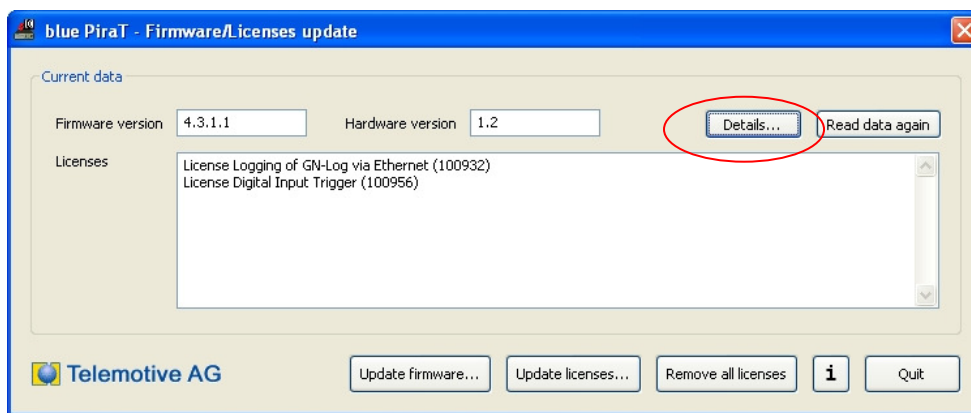 blue PiraT - Firmware/Licenses update
Current data
Firmware version 4.3.1.1 Hardware version 1.2 Details... Read data again
Licenses
License Logging of GN-Log via Ethernet (100932)
License Digital Input Trigger (100956)
Telemotive AG Update firmware... Update licenses... Remove all licenses i Quit